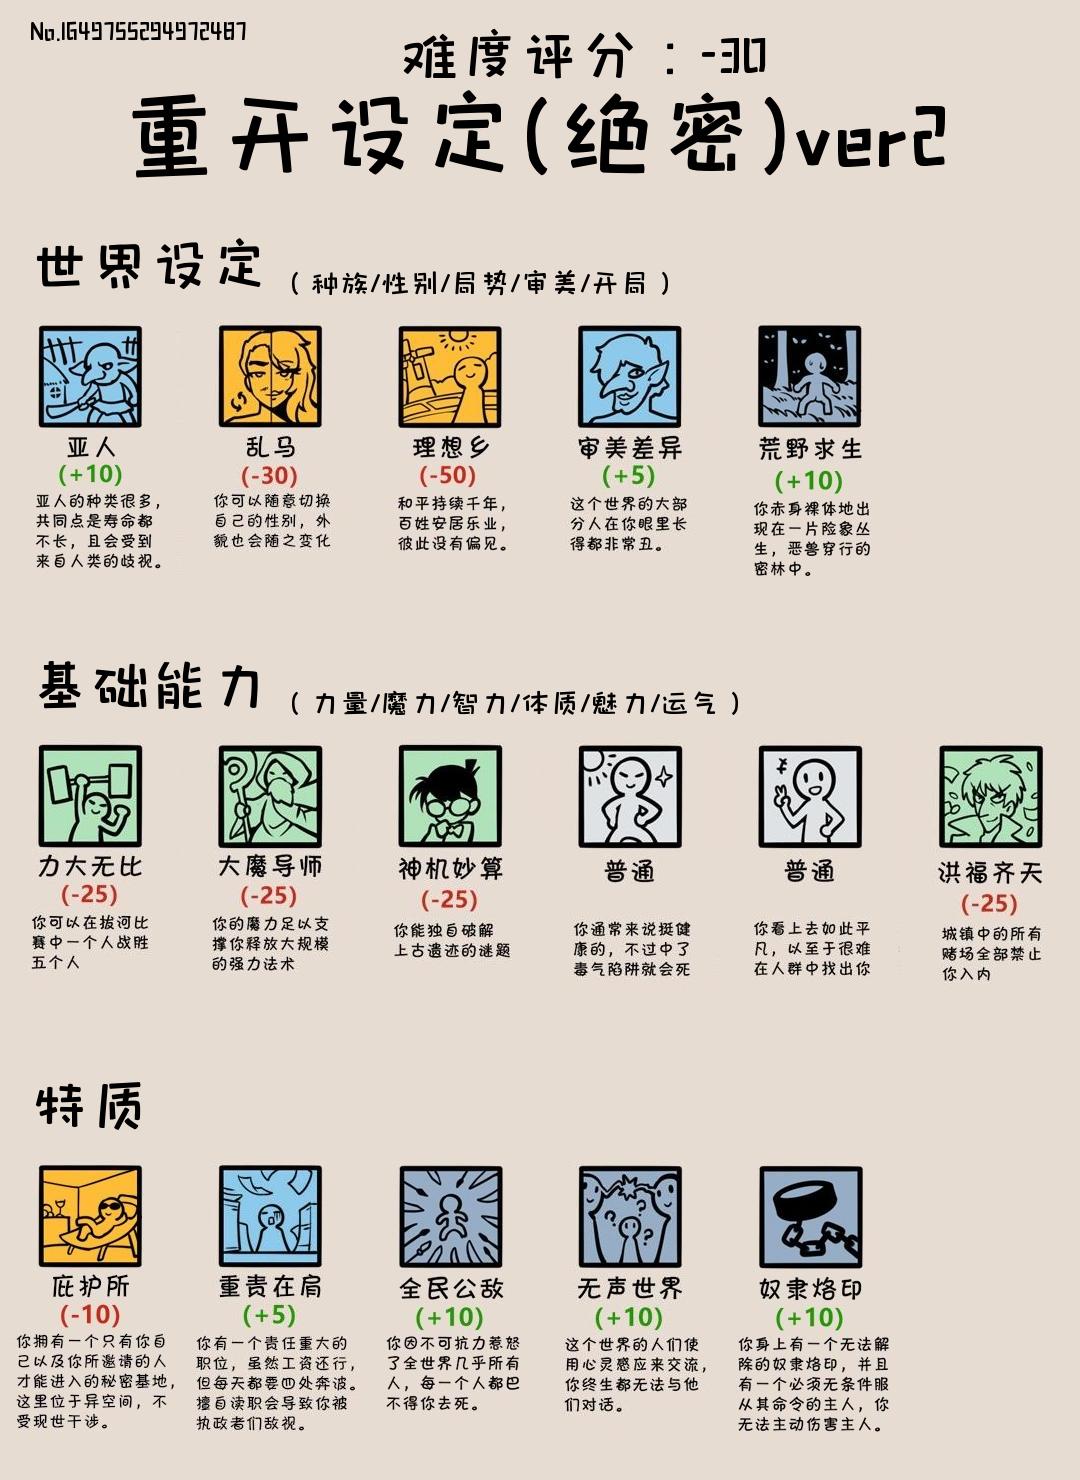 No.1649755294972487
难度评分：-30
重开设定(绝密)ver2
世界设定（种族/性别/局势/审美/开局）
亚人
(+10)
亚人的种类很多，
共同点是寿命都
不长，且会受到
来自人类的歧视。
乱马
(-30)
你可以随意切换
自己的性别，外
貌也会随之变化
理想乡
(-50)
和平持续千年，
百姓安居乐业，
彼此没有偏见。
审美差异
(+5)
这个世界的大部
分人在你眼里长
得都非常丑。
荒野求生
(+10)
你赤身裸体地出
现在一片险象丛
生，恶兽穿行的
密林中。
基础能力（力量/魔力/智力/体质/魅力/运气）
力大无比
(-25)
你可以在拔河比
赛中一个人战胜
五个人
大魔导师
(-25)
你的魔力足以支
撑你释放大规模
的强力法术
神机妙算
(-25)
你能独自破解
上古遗迹的谜题
普通
你通常来说挺健
康的，不过中了
毒气陷阱就会死
普通
你看上去如此平
凡，以至于很难
在人群中找出你
洪福齐天
(-25)
城镇中的所有
赌场全部禁止
你入内
特质
庇护所
(-10)
你拥有一个只有你自
己以及你所邀请的人
才能进入的秘密基地，
这里位于异空间，不
受现世干涉。
重责在肩
(+5)
你有一个责任重大的
职位，虽然工资还行，
但每天都要四处奔波。
擅自渎职会导致你被
执政者们敌视。
全民公敌
(+10)
你因不可抗力惹怒
了全世界几乎所有
人，每一个人都巴
不得你去死。
无声世界
(+10)
这个世界的人们使
用心灵感应来交流，
你终生都无法与他
们对话。
奴隶烙印
(+10)
你身上有一个无法解
除的奴隶烙印，并且
有一个必须无条件服
从其命令的主人，你
无法主动伤害主人。